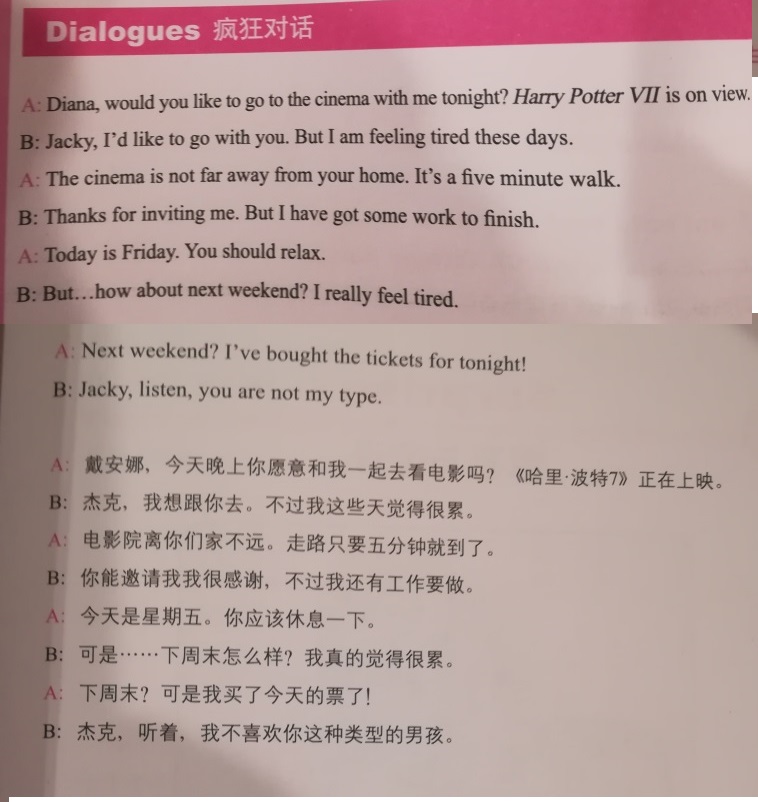 Dialogues 疯狂对话
A: Diana, would you like to go to the cinema with me tonight? Harry Potter VII is on view.
B: Jacky, I'd like to go with you. But I am feeling tired these days.
A: The cinema is not far away from your home. It's a five minute walk.
B: Thanks for inviting me. But I have got some work to finish.
A: Today is Friday. You should relax.
B: But…how about next weekend? I really feel tired.
A: Next weekend? I've bought the tickets for tonight!
B: Jacky, listen, you are not my type.
A: 戴安娜，今天晚上你愿意和我一起去看电影吗？《哈里·波特7》正在上映。
B: 杰克，我想跟你去。不过我这些天觉得很累。
A: 电影院离你们家不远。走路只要五分钟就到了。
B: 你能邀请我我很感谢，不过我还有工作要做。
A: 今天是星期五。你应该休息一下。
B: 可是……下周末怎么样？我真的觉得很累。
A: 下周末？可是我买了今天的票了！
B: 杰克，听着，我不喜欢你这种类型的男孩。